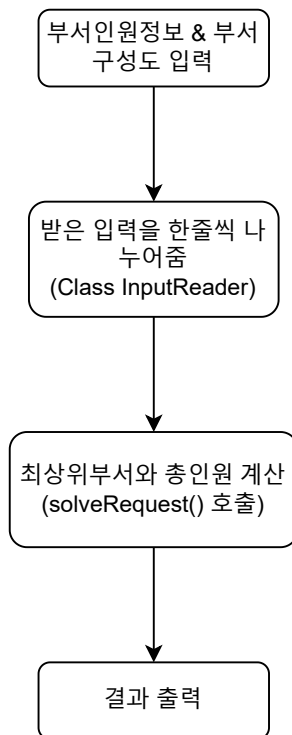 부서인원정보 & 부서
구성도 입력
받은 입력을 한줄씩 나
누어줌
(Class InputReader)
최상위부서와 총인원 계산
(solveRequest() 호출)
결과 출력